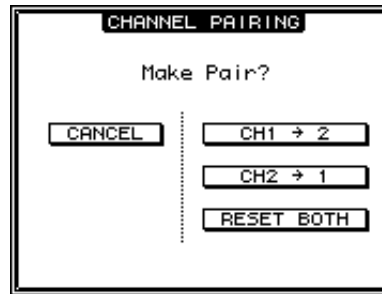 CHANNEL PAIRING
Make Pair?
CANCEL
CH1 → 2
CH2 → 1
RESET BOTH